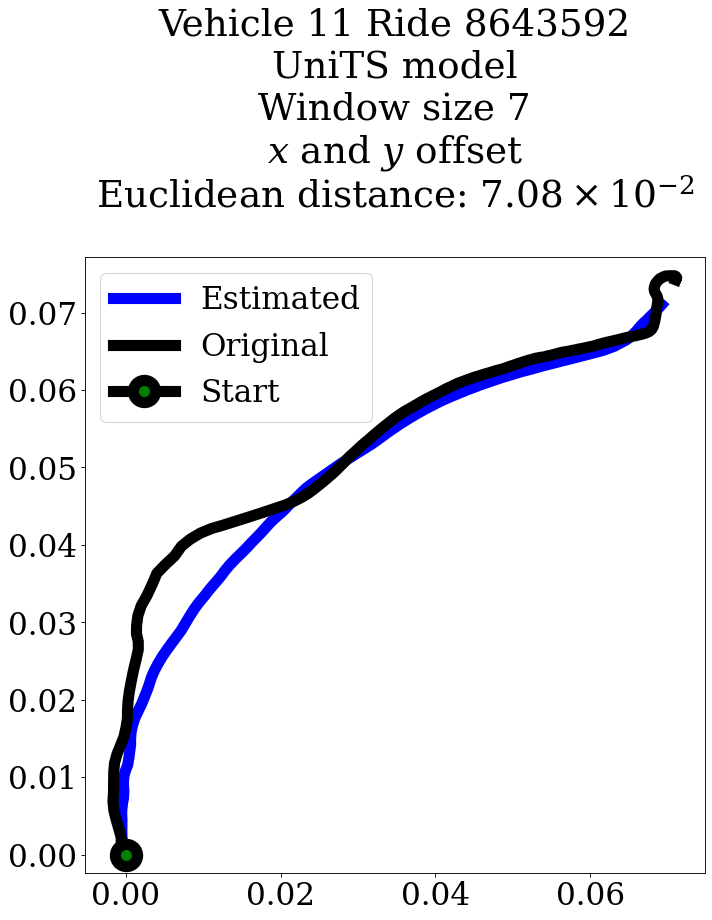 Vehicle 11 Ride 8643592
UniTS model
Window size 7
x and y offset
Euclidean distance: 7.08 × 10⁻²
Estimated
Original
Start
0.07
0.06
0.05
0.04
0.03
0.02
0.01
0.00
0.00 0.02 0.04 0.06